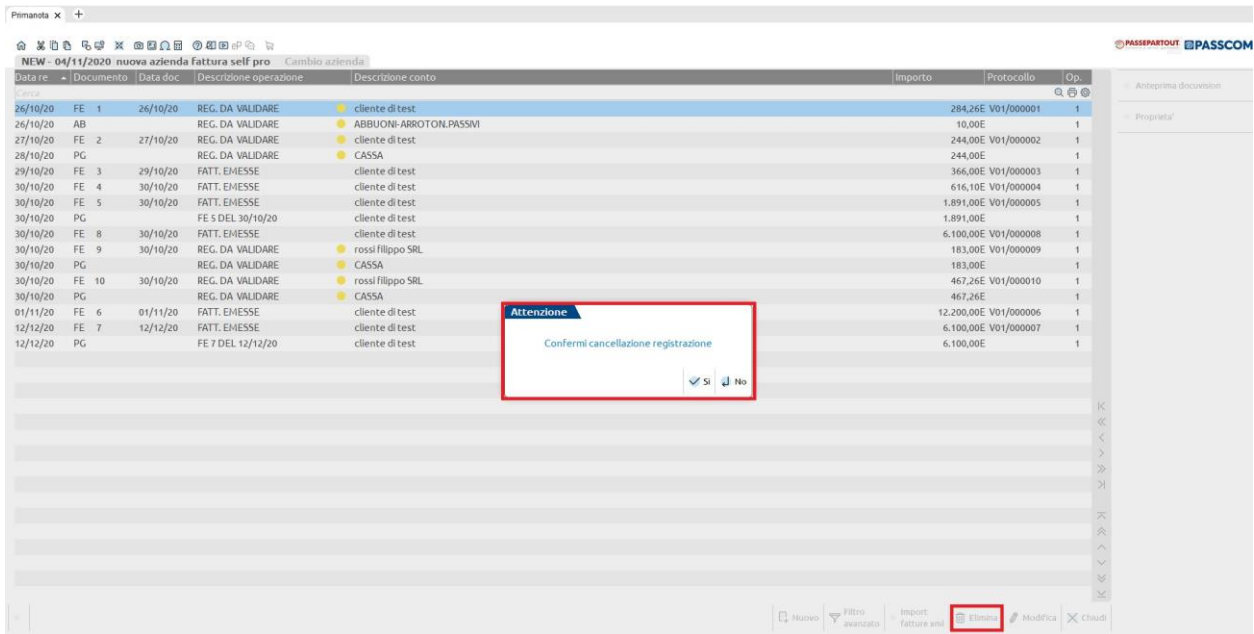 Primanota X +
PASSEPARTOUT PASSCOM
NEW - 04/11/2020 nuova azienda fattura self pro Cambio azienda
Data re Documento Data doc Descrizione operazione Descrizione conto Importo Protocollo Op.
Cerca
26/10/20 FE 1 26/10/20 REG. DA VALIDARE cliente di test 284,26E V01/000001 1
26/10/20 AB REG. DA VALIDARE ABBUONI-ARROTON.PASSIVI 10,00E 1
27/10/20 FE 2 27/10/20 REG. DA VALIDARE cliente di test 244,00E V01/000002 1
28/10/20 PG REG. DA VALIDARE CASSA 244,00E 1
29/10/20 FE 3 29/10/20 FATT. EMESSE cliente di test 366,00E V01/000003 1
30/10/20 FE 4 30/10/20 FATT. EMESSE cliente di test 616,10E V01/000004 1
30/10/20 FE 5 30/10/20 FATT. EMESSE cliente di test 1.891,00E V01/000005 1
30/10/20 PG FE 5 DEL 30/10/20 cliente di test 1.891,00E 1
30/10/20 FE 8 30/10/20 FATT. EMESSE cliente di test 6.100,00E V01/000008 1
30/10/20 FE 9 30/10/20 REG. DA VALIDARE rossi filippo SRL 183,00E V01/000009 1
30/10/20 PG REG. DA VALIDARE CASSA 183,00E 1
30/10/20 FE 10 30/10/20 REG. DA VALIDARE rossi filippo SRL 467,26E V01/000010 1
30/10/20 PG REG. DA VALIDARE CASSA 467,26E 1
01/11/20 FE 6 01/11/20 FATT. EMESSE cliente di test 12.200,00E V01/000006 1
12/12/20 FE 7 12/12/20 FATT. EMESSE cliente di test 6.100,00E V01/000007 1
12/12/20 PG FE 7 DEL 12/12/20 cliente di test 6.100,00E 1
Anteprima docuvision
Proprieta'
Attenzione
Confermi cancellazione registrazione
Si No
Nuovo Filtro avanzato Import fatture xml Elimina Modifica Chiudi